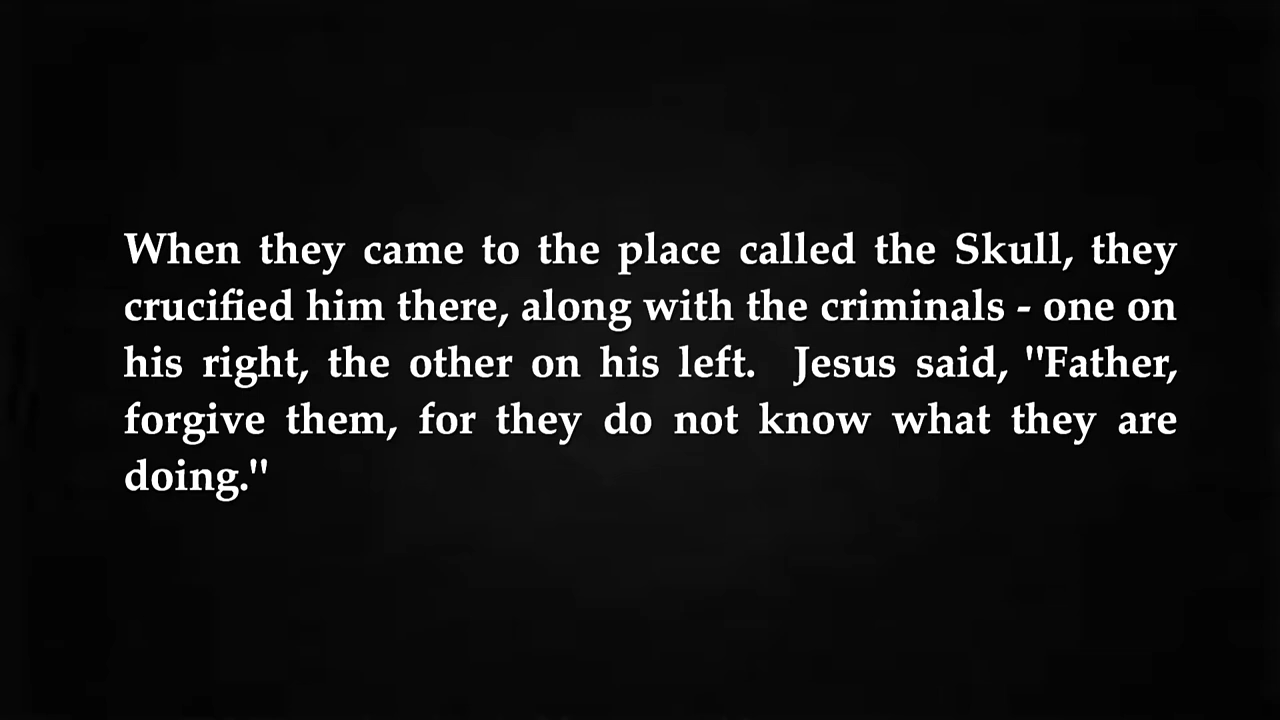 When they came to the place called the Skull, they
crucified him there, along with the criminals - one on
his right, the other on his left.  Jesus said, "Father,
forgive them, for they do not know what they are
doing."